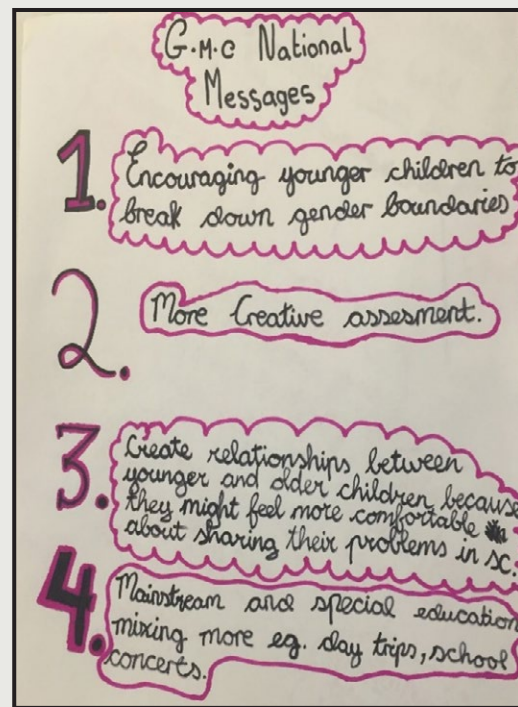 G.M.C National
Messages
1. Encouraging younger children to
break down gender boundaries
2. More Creative assesment.
3. Create relationships between
younger and older children, because
they might feel more comfortable
about sharing their problems in sc.
4. Mainstream and special education
mixing more eg. day trips, school
concerts.